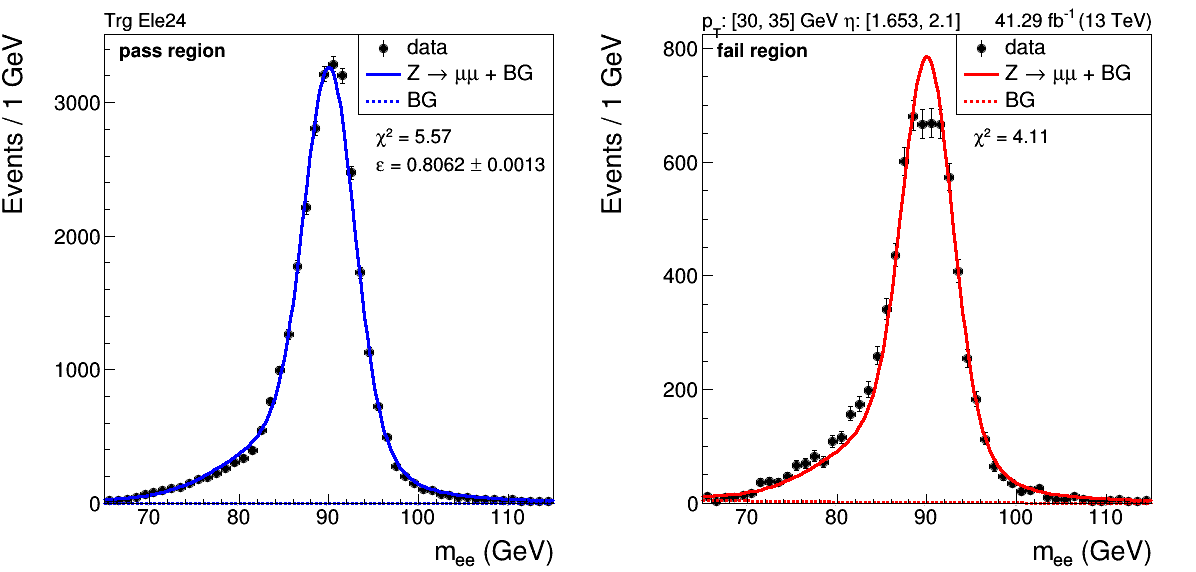 Trg Ele24
pass region
data
Z → μμ + BG
BG
χ² = 5.57
ε = 0.8062 ± 0.0013
Events / 1 GeV
3000
2000
1000
0
70
80
90
100
110
m_ee (GeV)
p_T: [30, 35] GeV η: [1.653, 2.1]
41.29 fb⁻¹ (13 TeV)
fail region
data
Z → μμ + BG
BG
χ² = 4.11
Events / 1 GeV
800
600
400
200
0
70
80
90
100
110
m_ee (GeV)